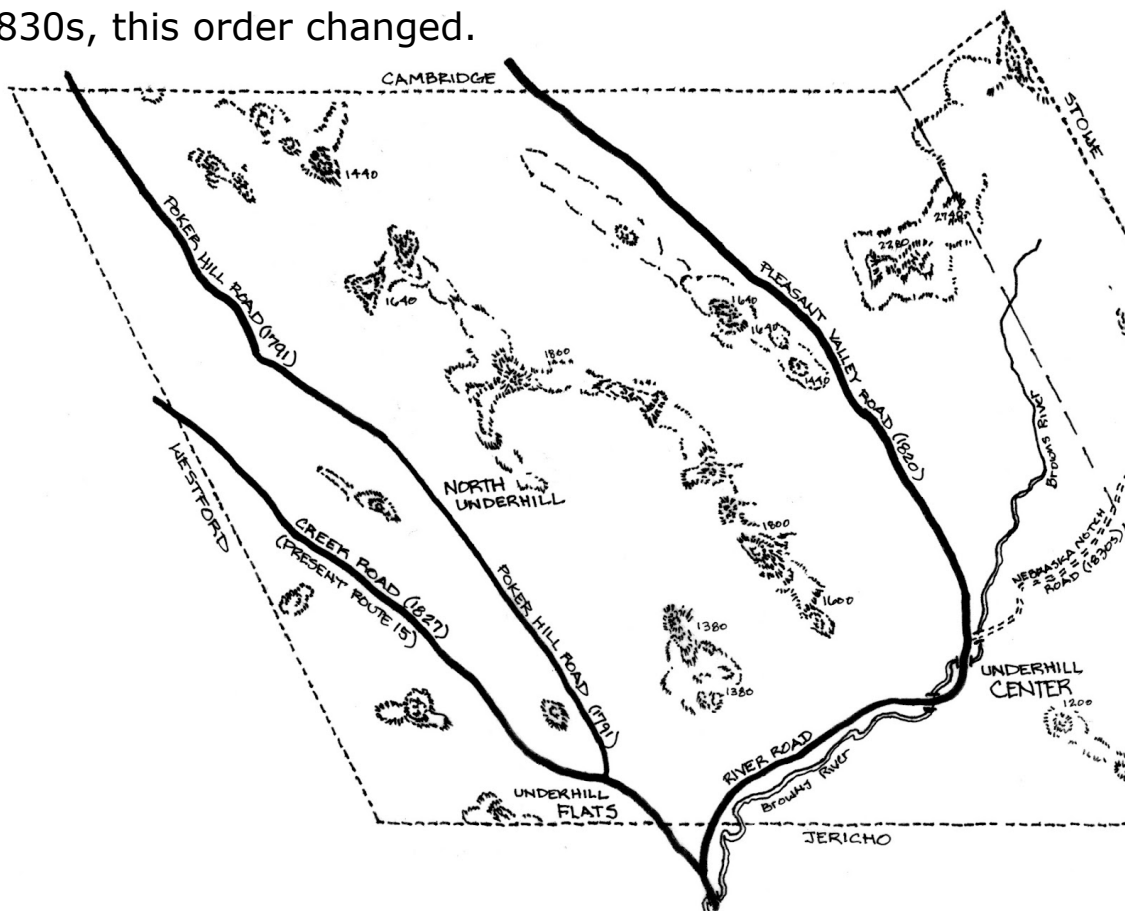 830s, this order changed.
CAMBRIDGE
STOWE
1440
POKER HILL ROAD (1791)
2740
2280
1640
PLEASANT VALLEY ROAD (1820)
1640
1640
1440
1800
Browns River
WESTFORD
NORTH
UNDERHILL
CREEK ROAD (1827)
(PRESENT ROUTE 15)
1800
NEBRASKA NOTCH
ROAD (1830s)
POKER HILL ROAD (1791)
1600
1380
1380
UNDERHILL
CENTER
1200
RIVER ROAD
Browns River
UNDERHILL
FLATS
JERICHO